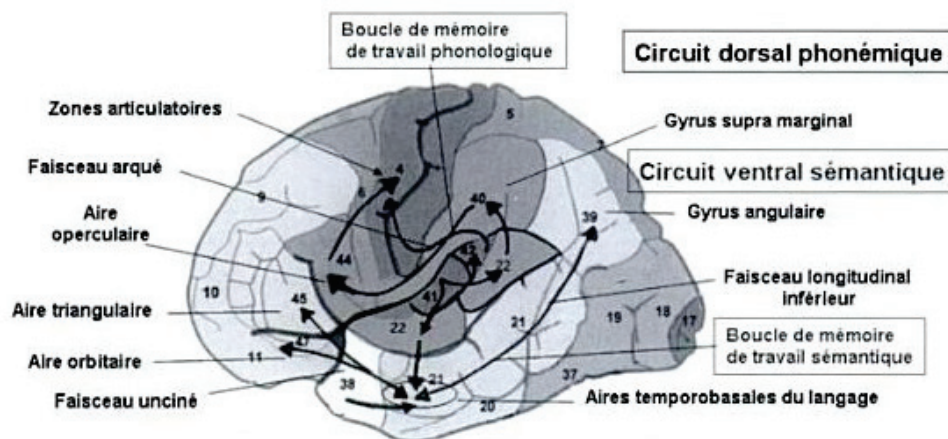 Boucle de mémoire
de travail phonologique
Circuit dorsal phonémique
Zones articulatoires
Gyrus supra marginal
Faisceau arqué
Circuit ventral sémantique
Aire
operculaire
Gyrus angulaire
Faisceau longitudinal
inférieur
Aire triangulaire
Boucle de mémoire
de travail sémantique
Aire orbitaire
Faisceau unciné
Aires temporobasales du langage
5
7
4
6
9
40
39
42
22
44
10
41
45
22
21
19
18
17
47
11
38
21
37
20